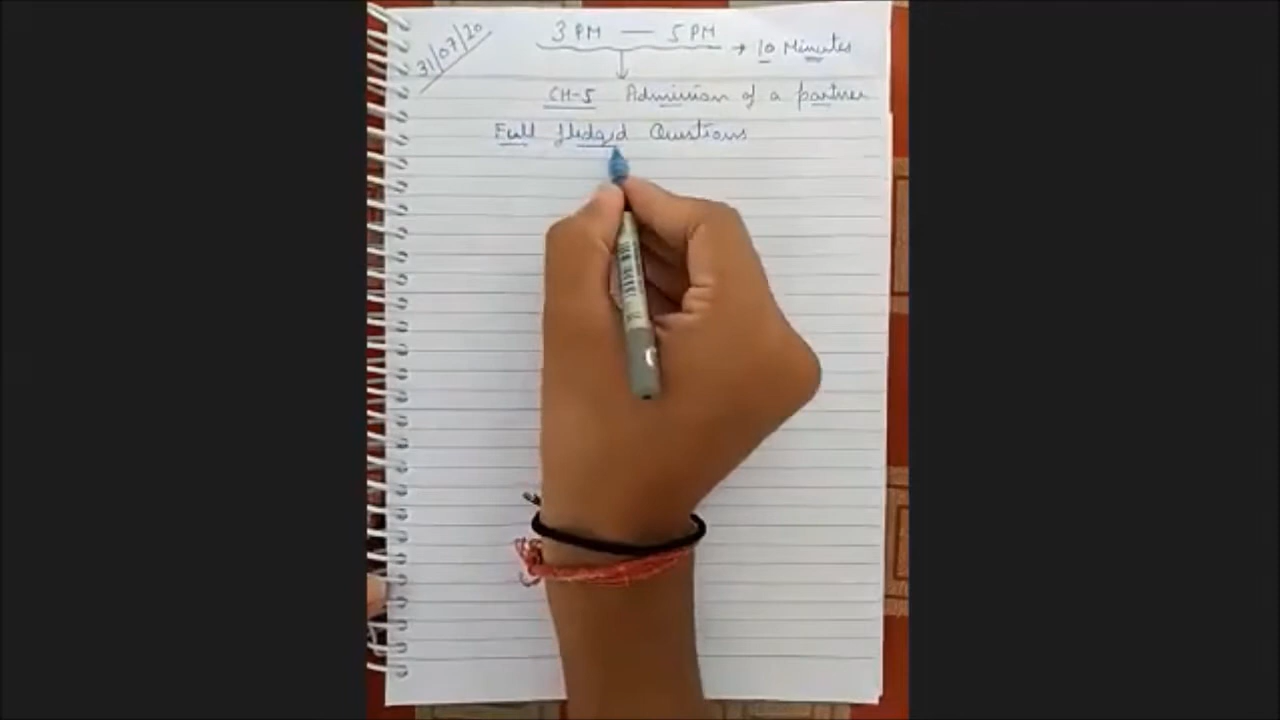 31/07/20
3 PM — 5 PM → 10 Minutes
CH-5 Admission of a partner
Full fledged Questions